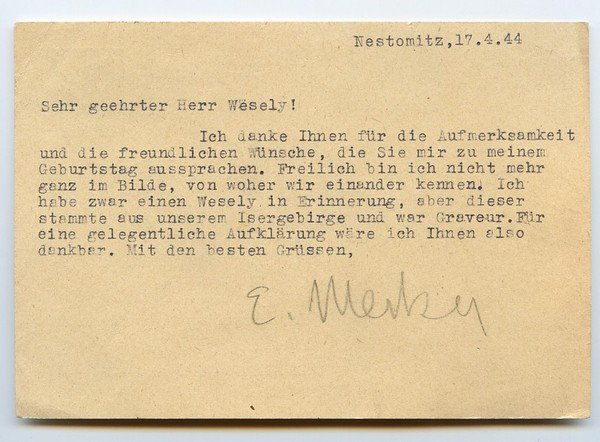 Nestomitz,17.4.44
Sehr geehrter Herr Wesely!
Ich danke Ihnen für die Aufmerksamkeit
und die freundlichen Wünsche, die Sie mir zu meinem
Geburtstag aussprachen. Freilich bin ich nicht mehr
ganz im Bilde, von woher wir einander kennen. Ich
habe zwar einen Wesely in Erinnerung, aber dieser
stammte aus unserem Isergebirge und war Graveur.Für
eine gelegentliche Aufklärung wäre ich Ihnen also
dankbar. Mit den besten Grüssen,
E. Merker